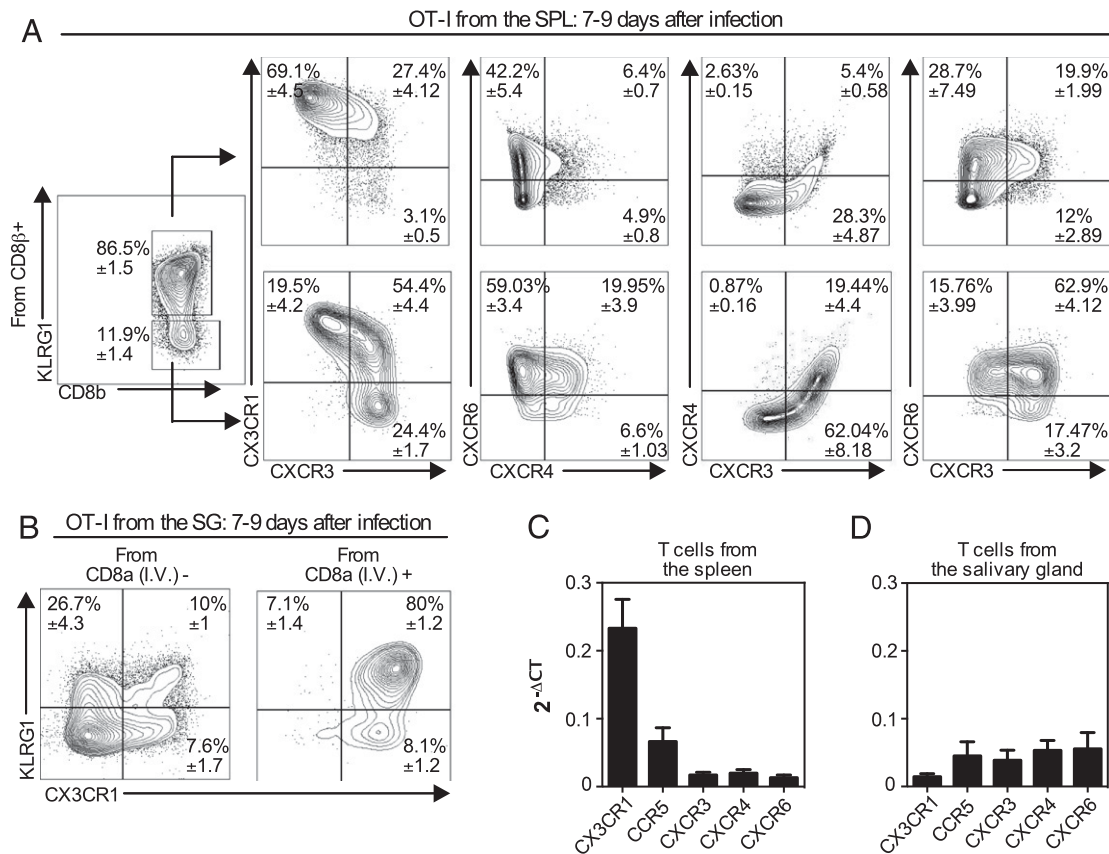 A
OT-I from the SPL: 7-9 days after infection
69.1%
±4.5
27.4%
±4.12
3.1%
±0.5
42.2%
±5.4
6.4%
±0.7
4.9%
±0.8
2.63%
±0.15
5.4%
±0.58
28.3%
±4.87
28.7%
±7.49
19.9%
±1.99
12%
±2.89
From CD8β+
KLRG1
86.5%
±1.5
11.9%
±1.4
CD8b
19.5%
±4.2
54.4%
±4.4
24.4%
±1.7
CX3CR1
CXCR3
59.03%
±3.4
19.95%
±3.9
6.6%
±1.03
CXCR6
CXCR4
0.87%
±0.16
19.44%
±4.4
62.04%
±8.18
CXCR4
CXCR3
15.76%
±3.99
62.9%
±4.12
17.47%
±3.2
CXCR6
CXCR3
B
OT-I from the SG: 7-9 days after infection
From
CD8a (I.V.) -
From
CD8a (I.V.) +
26.7%
±4.3
10%
±1
7.6%
±1.7
7.1%
±1.4
80%
±1.2
8.1%
±1.2
KLRG1
CX3CR1
C
T cells from
the spleen
0.3
0.2
0.1
0
2^-ΔCT
CX3CR1
CCR5
CXCR3
CXCR4
CXCR6
D
T cells from
the salivary gland
0.3
0.2
0.1
0
CX3CR1
CCR5
CXCR3
CXCR4
CXCR6